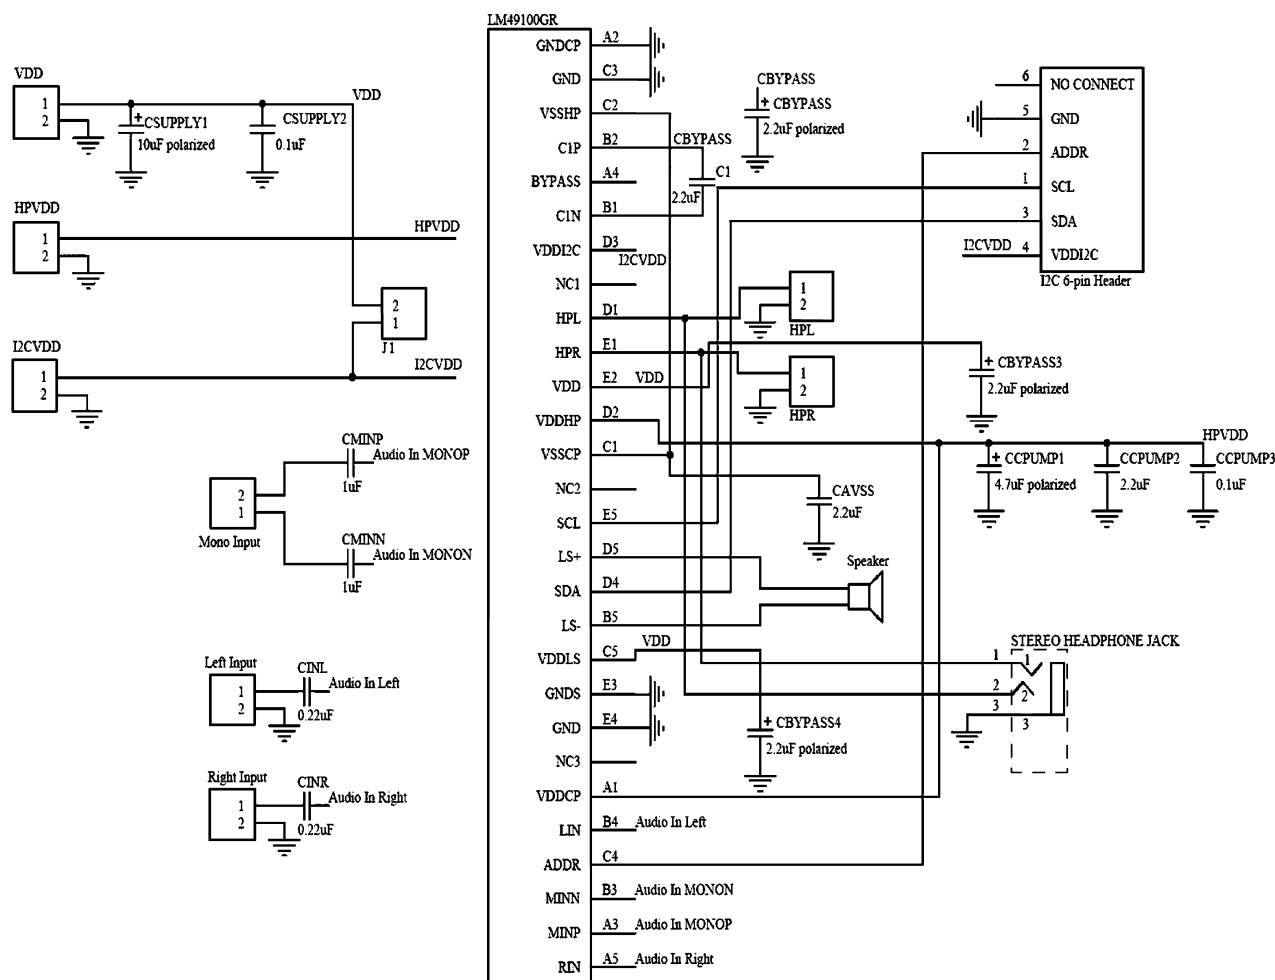 LM49100GR
GNDCP A2
GND C3
VSSHP C2
C1P B2
BYPASS A4
C1N B1
VDDI2C D3
I2CVDD
NC1
HPL D1
HPR E1
VDD E2 VDD
VDDHP D2
VSSCP C1
NC2
SCL E5
LS+ D5
SDA D4
LS- B5
VDDLS C5 VDD
GNDS E3
GND E4
NC3
VDDCP A1
LIN B4 Audio In Left
ADDR C4
MINN B3 Audio In MONON
MINP A3 Audio In MONOP
RIN A5 Audio In Right
VDD
1
2
+ CSUPPLY1
10uF polarized
CSUPPLY2
0.1uF
VDD
HPVDD
1
2
HPVDD
2
1
J1
I2CVDD
1
2
I2CVDD
CMINP
Audio In MONOP
1uF
2
1
Mono Input
CMINN
Audio In MONON
1uF
Left Input
1
2
CINL
Audio In Left
0.22uF
Right Input
1
2
CINR
Audio In Right
0.22uF
CBYPASS
+ CBYPASS
2.2uF polarized
CBYPASS
C1
2.2uF
6 NO CONNECT
5 GND
2 ADDR
1 SCL
3 SDA
I2CVDD 4 VDDI2C
I2C 6-pin Header
1
2
HPL
1
2
HPR
+ CBYPASS3
2.2uF polarized
HPVDD
+ CCPUMP1
4.7uF polarized
CCPUMP2
2.2uF
CCPUMP3
0.1uF
CAVSS
2.2uF
Speaker
STEREO HEADPHONE JACK
1 1
2 2
3 3
+ CBYPASS4
2.2uF polarized